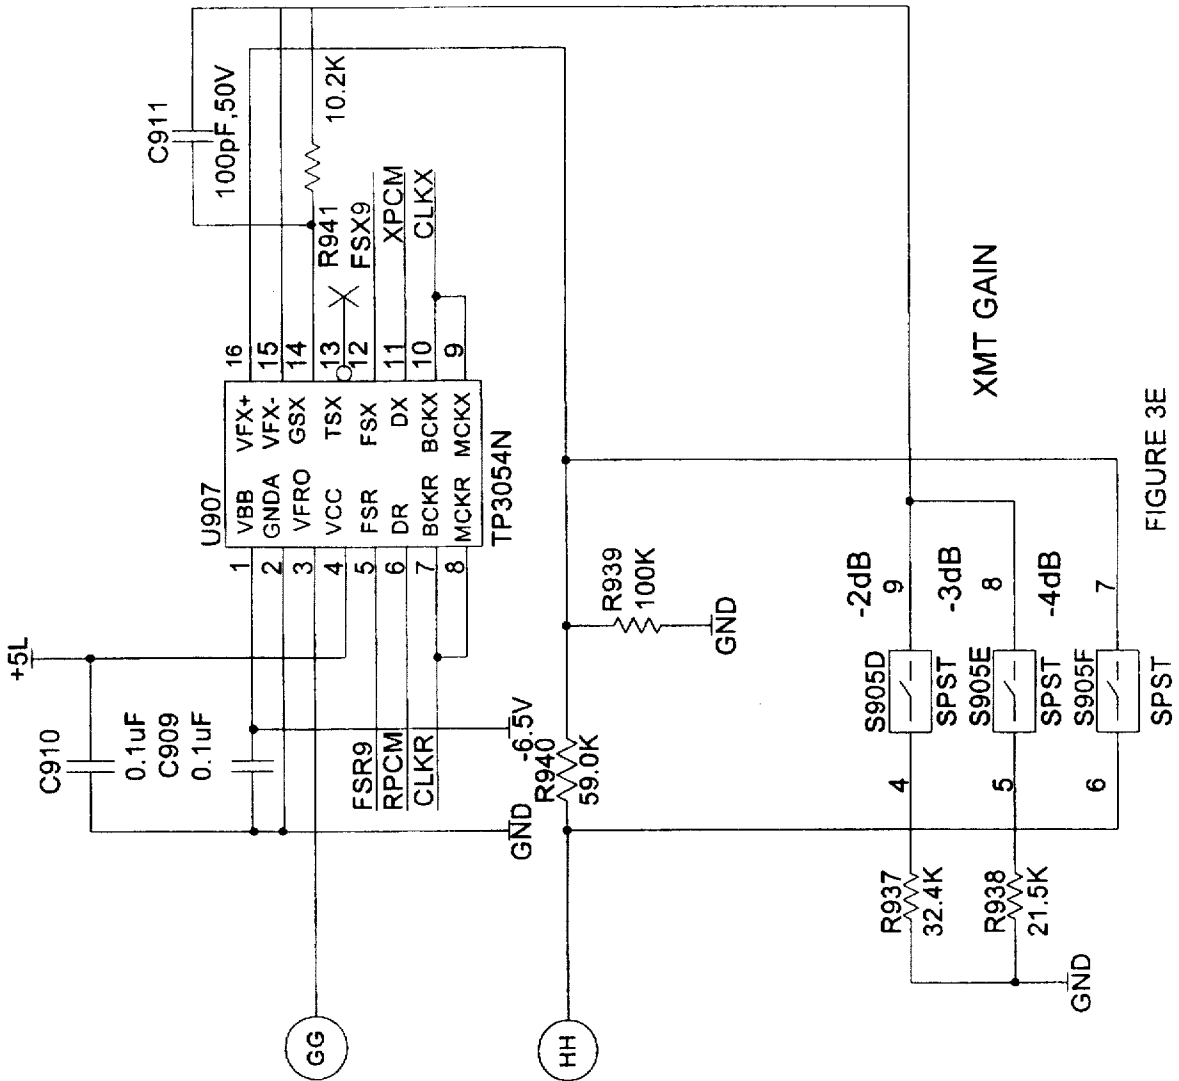 C911
100pF,50V
10.2K
R941
FSX9
XPCM
CLKX
16
15
14
13
12
11
10
9
U907
VBB VFX+
GNDA VFX-
VFRO GSX
VCC TSX
FSR FSX
DR DX
BCKR BCKX
MCKR MCKX
TP3054N
1
2
3
4
5
6
7
8
+5L
C910
0.1uF
C909
0.1uF
FSR9
RPCM
CLKR
-6.5V
GND
R940
59.0K
R939
100K
GND
GG
HH
XMT GAIN
-2dB
9
S905D
SPST
4
R937
32.4K
-3dB
8
S905E
SPST
5
R938
21.5K
-4dB
7
S905F
SPST
6
GND
FIGURE 3E